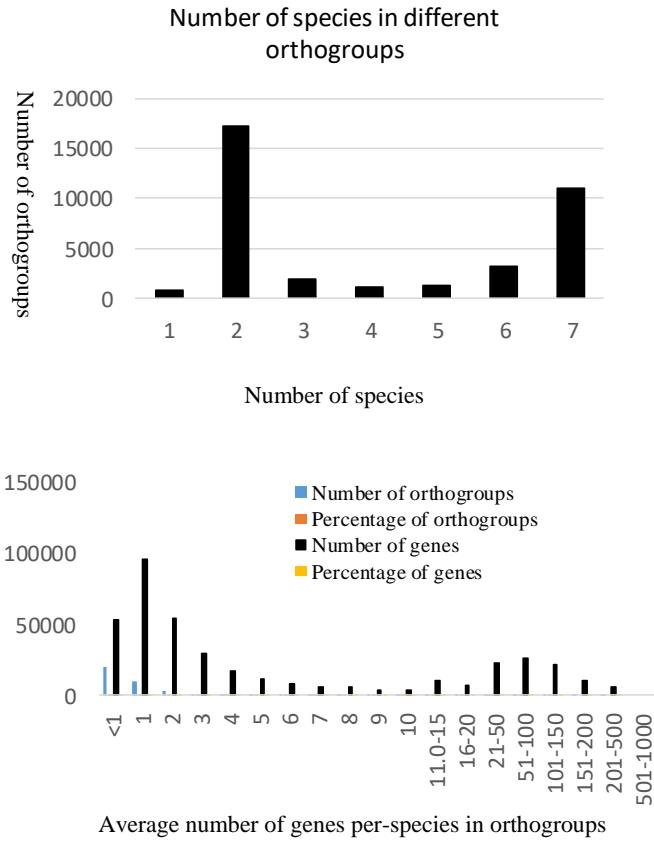 Number of species in different
orthogroups
Number of orthogroups
20000
15000
10000
5000
0
1 2 3 4 5 6 7
Number of species
150000
100000
50000
0
Number of orthogroups
Percentage of orthogroups
Number of genes
Percentage of genes
<1 1 2 3 4 5 6 7 8 9 10 11.0-15 16-20 21-50 51-100 101-150 151-200 201-500 501-1000
Average number of genes per-species in orthogroups